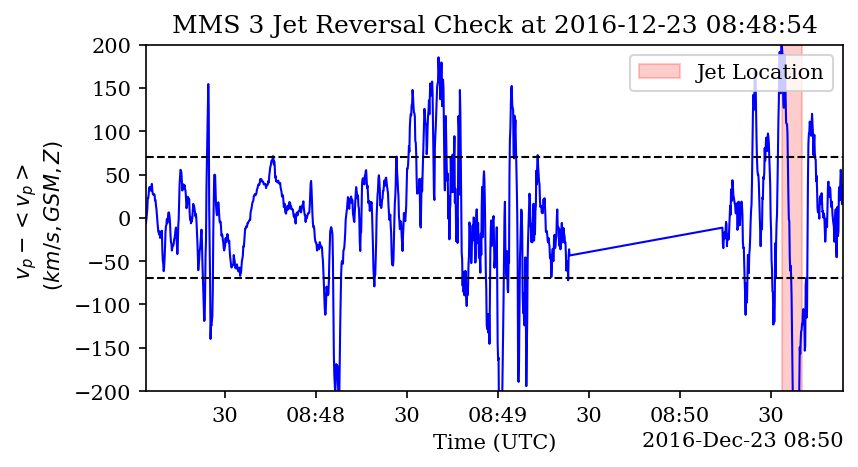 MMS 3 Jet Reversal Check at 2016-12-23 08:48:54
200
150
100
50
0
−50
−100
−150
−200
v_p − < v_p >
(km/s, GSM, Z)
Jet Location
30
08:48
30
08:49
30
08:50
30
Time (UTC)
2016-Dec-23 08:50